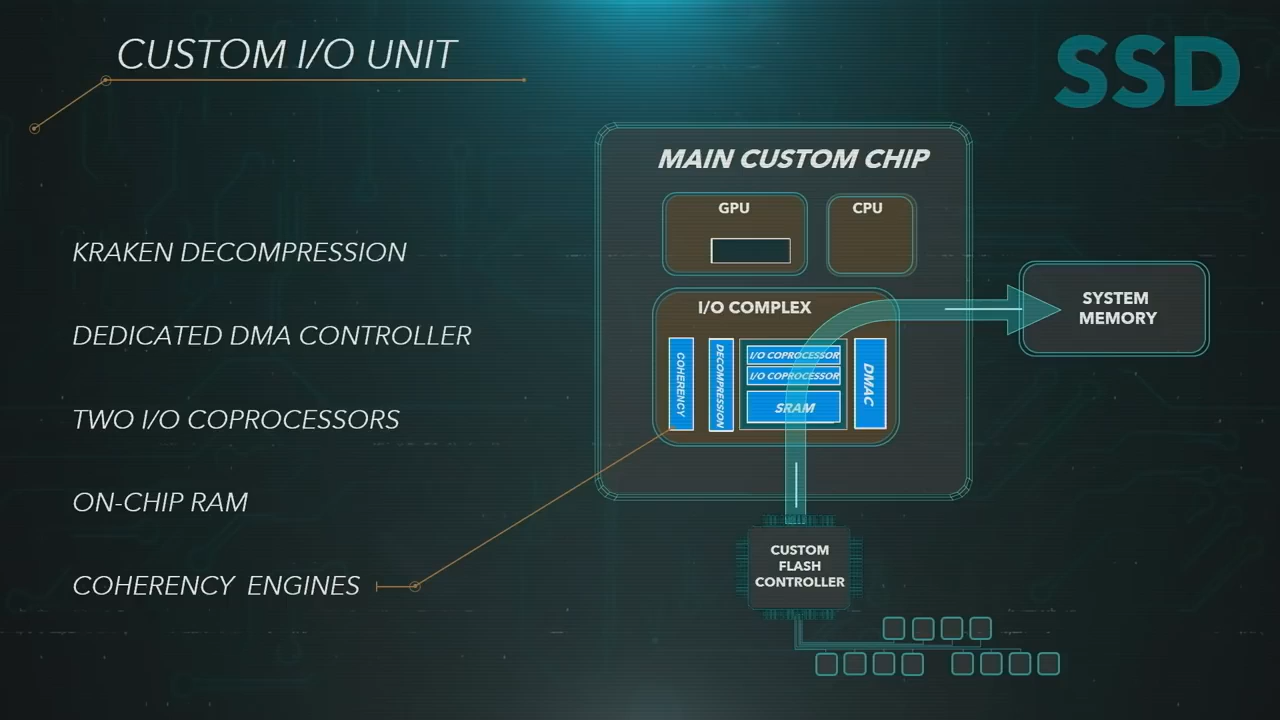 CUSTOM I/O UNIT
SSD
KRAKEN DECOMPRESSION
DEDICATED DMA CONTROLLER
TWO I/O COPROCESSORS
ON-CHIP RAM
COHERENCY ENGINES
MAIN CUSTOM CHIP
GPU
CPU
I/O COMPLEX
COHERENCY
DECOMPRESSION
I/O COPROCESSOR
I/O COPROCESSOR
SRAM
DMAC
SYSTEM
MEMORY
CUSTOM
FLASH
CONTROLLER